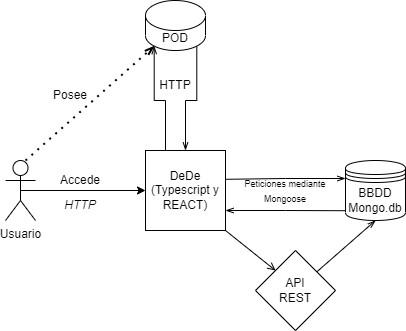 POD
HTTP
Posee
Accede
HTTP
Usuario
DeDe
(Typescript y
REACT)
Peticiones mediante
Mongoose
BBDD
Mongo.db
API
REST